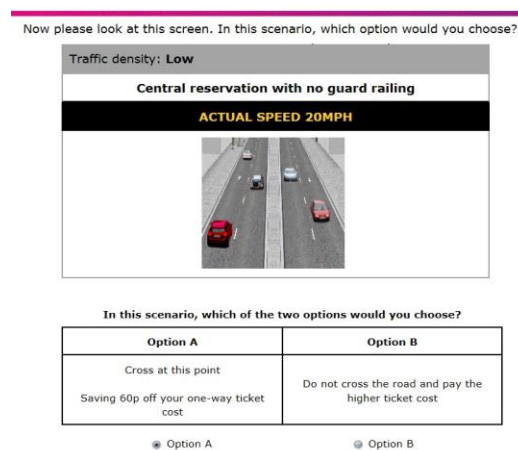 Now please look at this screen. In this scenario, which option would you choose?
Traffic density: Low
Central reservation with no guard railing
ACTUAL SPEED 20MPH
In this scenario, which of the two options would you choose?
Option A
Option B
Cross at this point
Saving 60p off your one-way ticket
cost
Do not cross the road and pay the
higher ticket cost
Option A
Option B